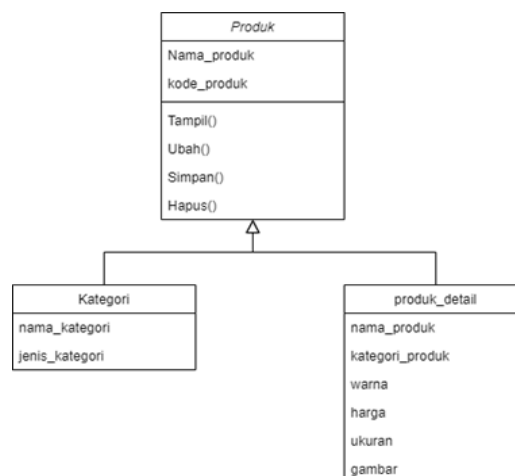 Produk
Nama_produk
kode_produk
Tampil()
Ubah()
Simpan()
Hapus()
Kategori
nama_kategori
jenis_kategori
produk_detail
nama_produk
kategori_produk
warna
harga
ukuran
gambar